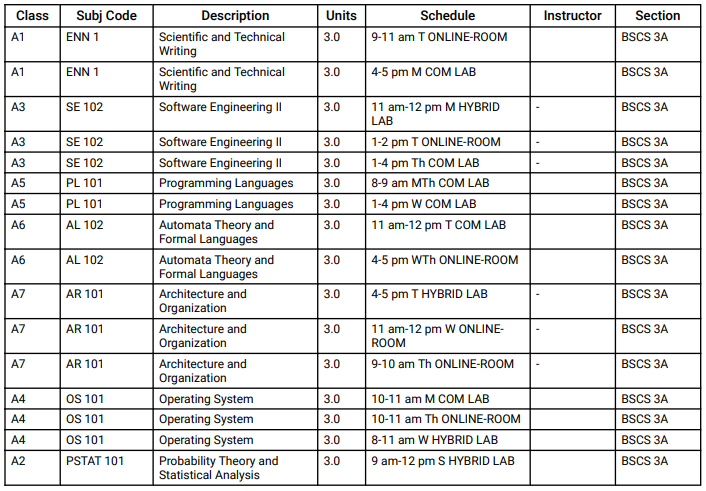 Class Subj Code Description Units Schedule Instructor Section
A1 ENN 1 Scientific and Technical 3.0 9-11 am T ONLINE-ROOM BSCS 3A
Writing
A1 ENN 1 Scientific and Technical 3.0 4-5 pm M COM LAB BSCS 3A
Writing
A3 SE 102 Software Engineering II 3.0 11 am-12 pm M HYBRID - BSCS 3A
LAB
A3 SE 102 Software Engineering II 3.0 1-2 pm T ONLINE-ROOM - BSCS 3A
A3 SE 102 Software Engineering II 3.0 1-4 pm Th COM LAB - BSCS 3A
A5 PL 101 Programming Languages 3.0 8-9 am MTh COM LAB BSCS 3A
A5 PL 101 Programming Languages 3.0 1-4 pm W COM LAB BSCS 3A
A6 AL 102 Automata Theory and 3.0 11 am-12 pm T COM LAB BSCS 3A
Formal Languages
A6 AL 102 Automata Theory and 3.0 4-5 pm WTh ONLINE-ROOM BSCS 3A
Formal Languages
A7 AR 101 Architecture and 3.0 4-5 pm T HYBRID LAB - BSCS 3A
Organization
A7 AR 101 Architecture and 3.0 11 am-12 pm W ONLINE- - BSCS 3A
Organization ROOM
A7 AR 101 Architecture and 3.0 9-10 am Th ONLINE-ROOM - BSCS 3A
Organization
A4 OS 101 Operating System 3.0 10-11 am M COM LAB BSCS 3A
A4 OS 101 Operating System 3.0 10-11 am Th ONLINE-ROOM BSCS 3A
A4 OS 101 Operating System 3.0 8-11 am W HYBRID LAB BSCS 3A
A2 PSTAT 101 Probability Theory and 3.0 9 am-12 pm S HYBRID LAB BSCS 3A
Statistical Analysis